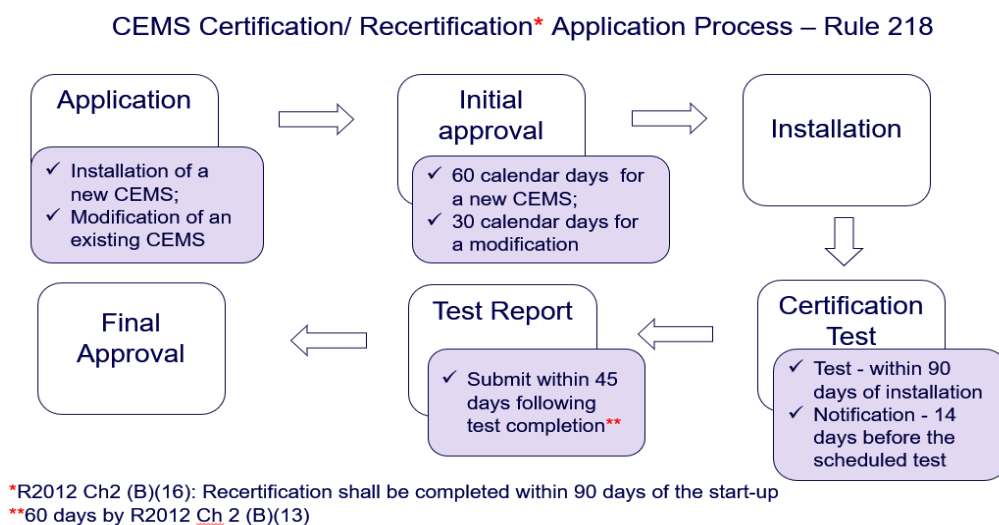 CEMS Certification/ Recertification* Application Process – Rule 218
Application
✓ Installation of a
new CEMS;
✓ Modification of an
existing CEMS
Initial
approval
✓ 60 calendar days for
a new CEMS;
✓ 30 calendar days for
a modification
Installation
Certification
Test
✓ Test - within 90
days of installation
✓ Notification - 14
days before the
scheduled test
Test Report
✓ Submit within 45
days following
test completion**
Final
Approval
*R2012 Ch2 (B)(16): Recertification shall be completed within 90 days of the start-up
**60 days by R2012 Ch 2 (B)(13)